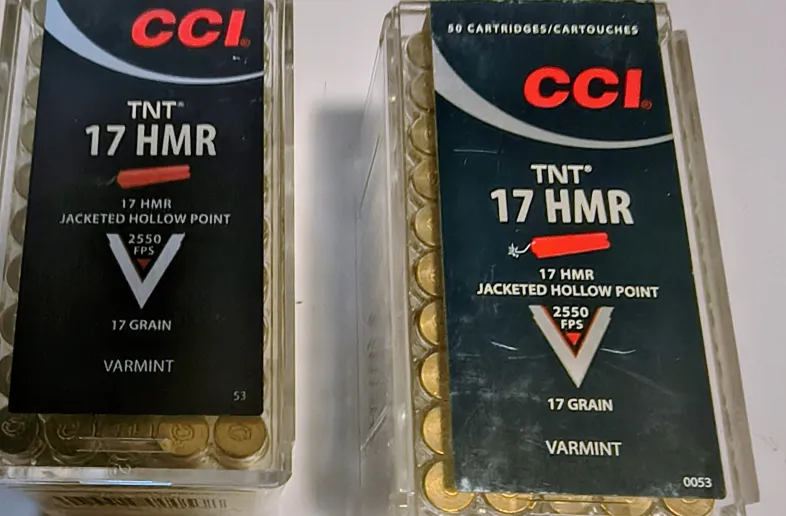 CCI
TNT®
17 HMR
17 HMR
JACKETED HOLLOW POINT
2550
FPS
17 GRAIN
VARMINT
53
50 CARTRIDGES/CARTOUCHES
CCI®
TNT®
17 HMR
17 HMR
JACKETED HOLLOW POINT
2550
FPS
17 GRAIN
VARMINT
0053